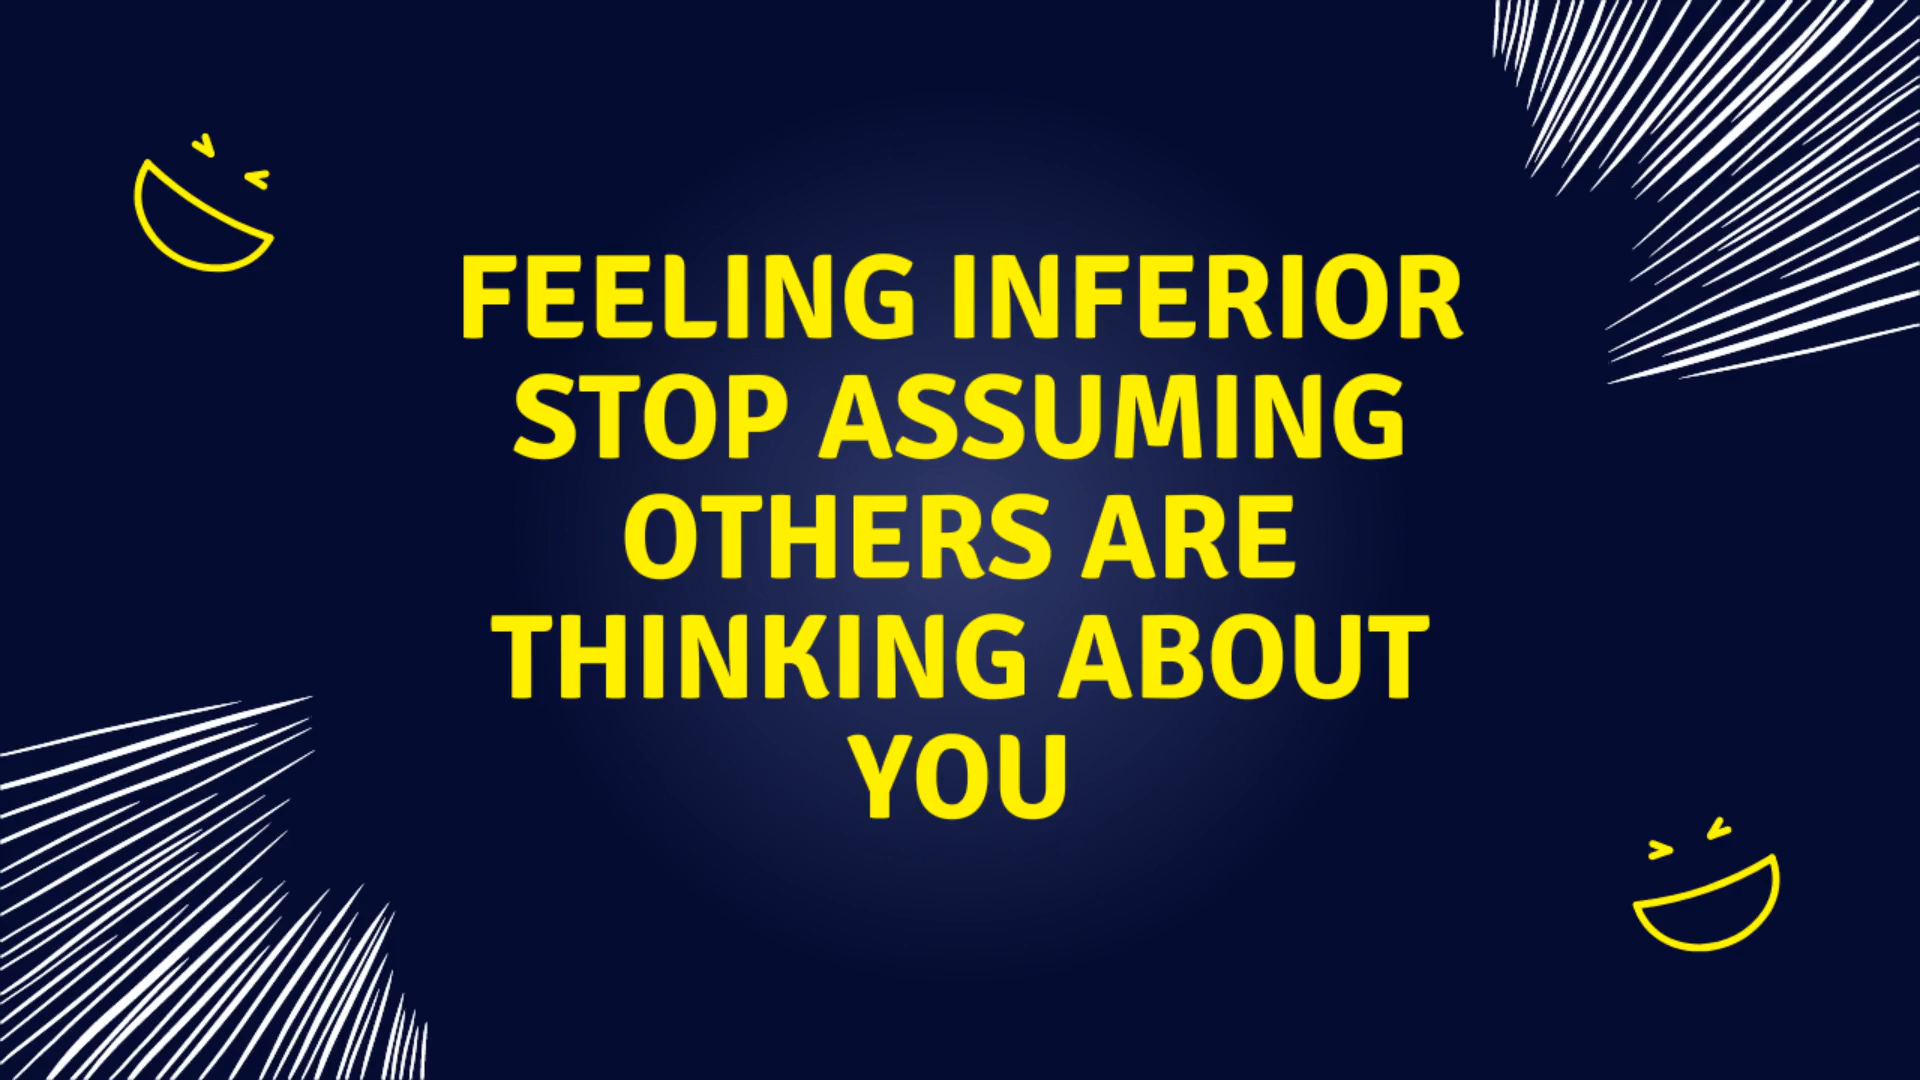 FEELING INFERIOR
STOP ASSUMING
OTHERS ARE
THINKING ABOUT
YOU